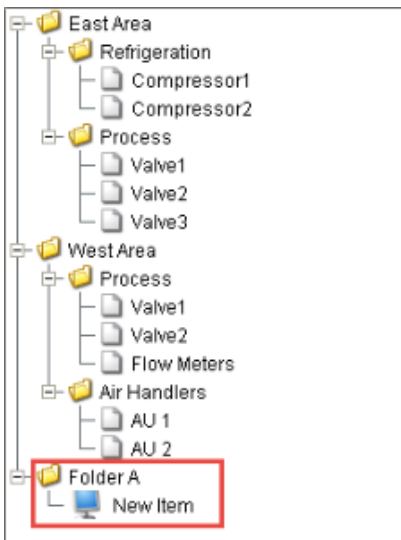 East Area
Refrigeration
Compressor1
Compressor2
Process
Valve1
Valve2
Valve3
West Area
Process
Valve1
Valve2
Flow Meters
Air Handlers
AU 1
AU 2
Folder A
New Item